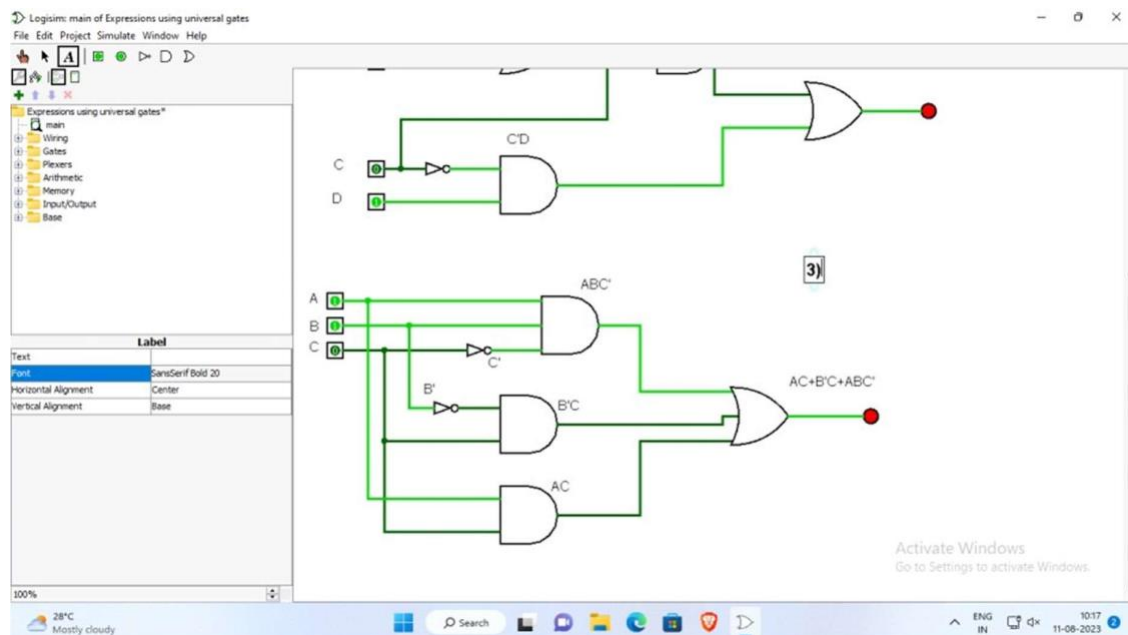 Logisim: main of Expressions using universal gates
File Edit Project Simulate Window Help
A
Expressions using universal gates*
main
Wiring
Gates
Plexers
Arithmetic
Memory
Input/Output
Base
Label
Text
Font SansSerif Bold 20
Horizontal Alignment Center
Vertical Alignment Base
100%
C'D
C
D
3)
ABC'
A
B
C
C'
B'
B'C
AC+B'C+ABC'
AC
Activate Windows
Go to Settings to activate Windows.
28°C
Mostly cloudy
Search
ENG
IN
10:17
11-08-2023
2